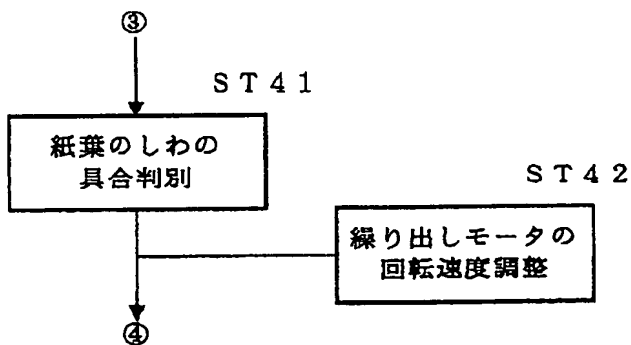 ③
ST41
紙葉のしわの
具合判別
ST42
繰り出しモータの
回転速度調整
④